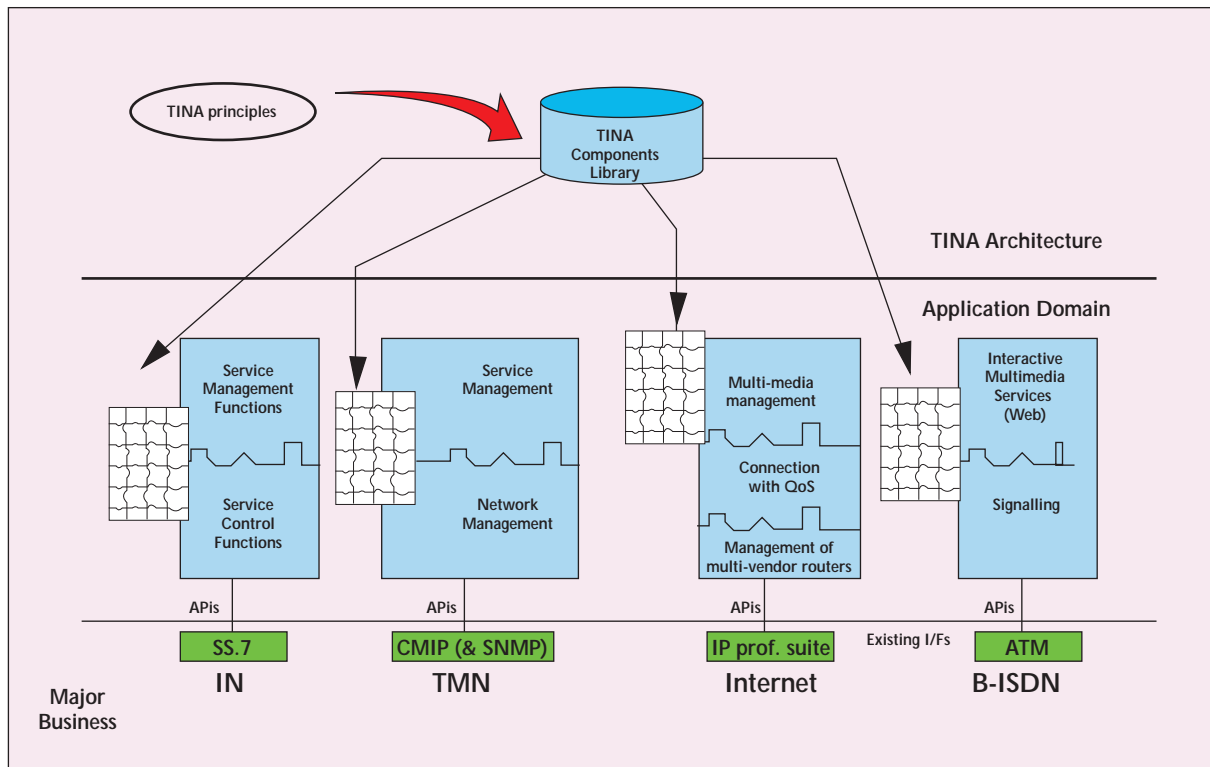 TINA principles
TINA
Components
Library
TINA Architecture
Application Domain
Service
Management
Functions
Service
Control
Functions
Service
Management
Network
Management
Multi-media
management
Connection
with QoS
Management of
multi-vendor routers
Interactive
Multimedia
Services
(Web)
Signalling
APis
APis
APis
APis
Existing I/Fs
SS.7
CMIP (& SNMP)
IP prof. suite
ATM
IN
TMN
Internet
B-ISDN
Major
Business